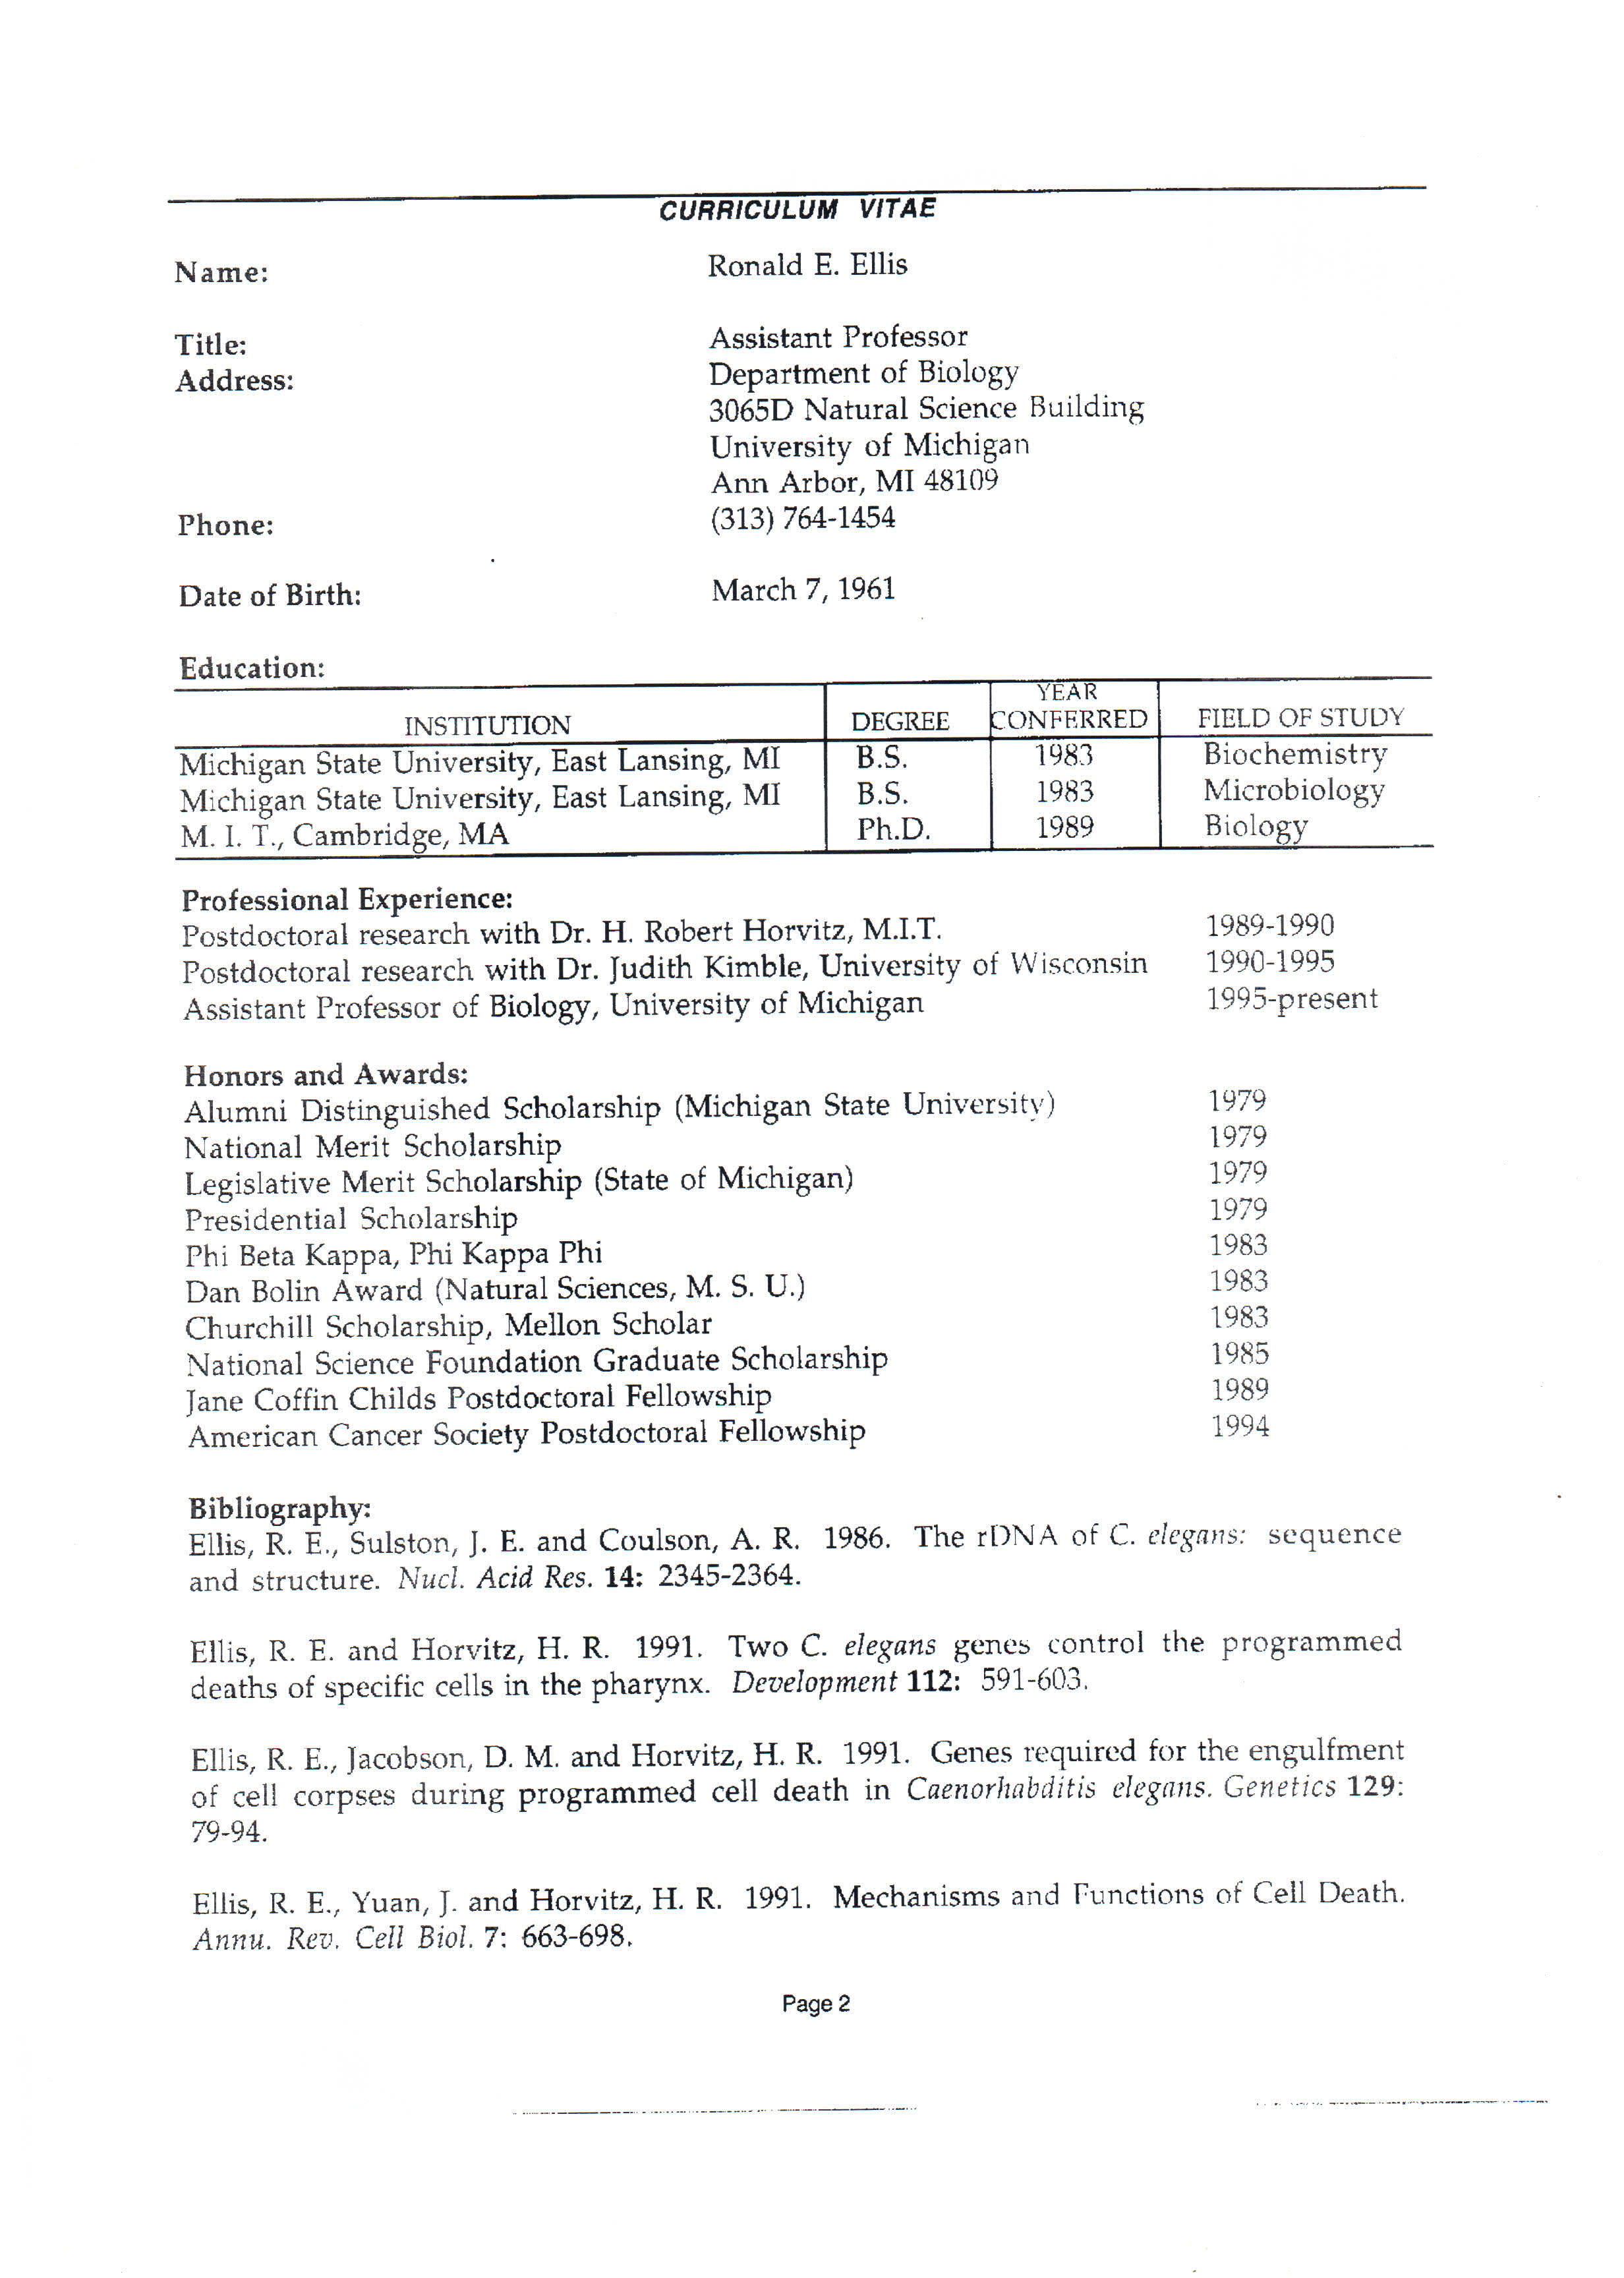 CURRICULUM VITAE
Name: Ronald E. Ellis
Title: Assistant Professor
Address: Department of Biology
3065D Natural Science Building
University of Michigan
Ann Arbor, MI 48109
Phone: (313) 764-1454
Date of Birth: March 7, 1961
Education:
INSTITUTION DEGREE YEAR CONFERRED FIELD OF STUDY
Michigan State University, East Lansing, MI B.S. 1983 Biochemistry
Michigan State University, East Lansing, MI B.S. 1983 Microbiology
M. I. T., Cambridge, MA Ph.D. 1989 Biology
Professional Experience:
Postdoctoral research with Dr. H. Robert Horvitz, M.I.T. 1989-1990
Postdoctoral research with Dr. Judith Kimble, University of Wisconsin 1990-1995
Assistant Professor of Biology, University of Michigan 1995-present
Honors and Awards:
Alumni Distinguished Scholarship (Michigan State University) 1979
National Merit Scholarship 1979
Legislative Merit Scholarship (State of Michigan) 1979
Presidential Scholarship 1979
Phi Beta Kappa, Phi Kappa Phi 1983
Dan Bolin Award (Natural Sciences, M. S. U.) 1983
Churchill Scholarship, Mellon Scholar 1983
National Science Foundation Graduate Scholarship 1985
Jane Coffin Childs Postdoctoral Fellowship 1989
American Cancer Society Postdoctoral Fellowship 1994
Bibliography:
Ellis, R. E., Sulston, J. E. and Coulson, A. R. 1986. The rDNA of C. elegans: sequence
and structure. Nucl. Acid Res. 14: 2345-2364.
Ellis, R. E. and Horvitz, H. R. 1991. Two C. elegans genes control the programmed
deaths of specific cells in the pharynx. Development 112: 591-603.
Ellis, R. E., Jacobson, D. M. and Horvitz, H. R. 1991. Genes required for the engulfment
of cell corpses during programmed cell death in Caenorhabditis elegans. Genetics 129:
79-94.
Ellis, R. E., Yuan, J. and Horvitz, H. R. 1991. Mechanisms and Functions of Cell Death.
Annu. Rev. Cell Biol. 7: 663-698.
Page 2